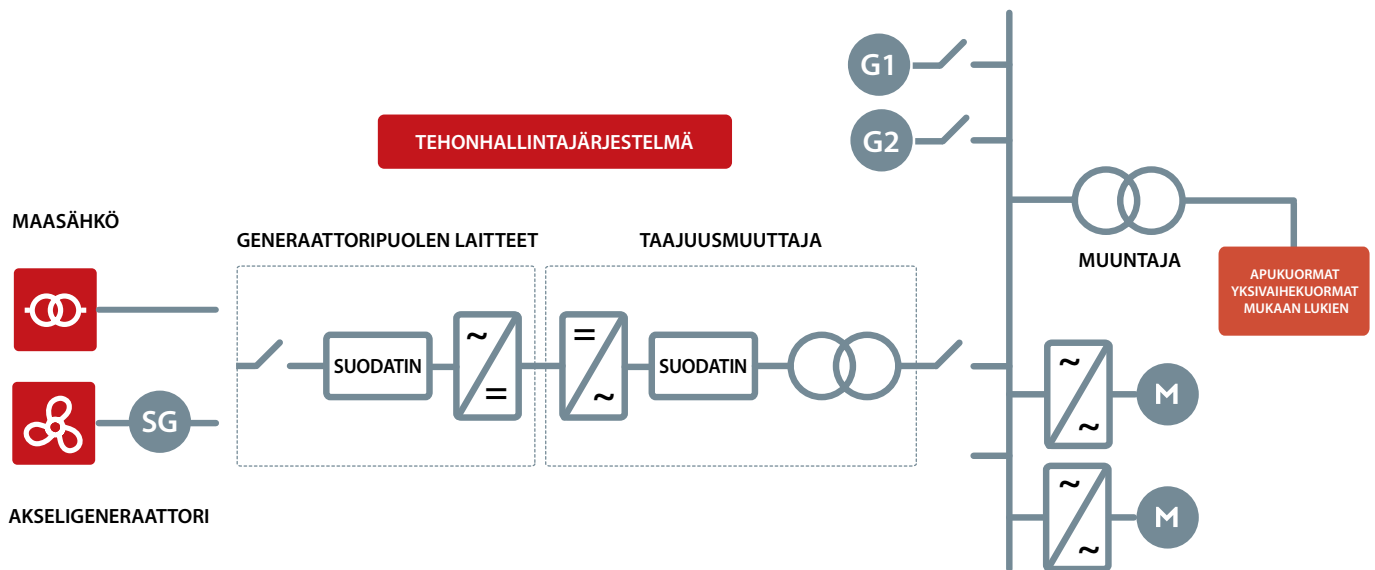 G1
G2
TEHONHALLINTAJÄRJESTELMÄ
MAASÄHKÖ
GENERAATTORIPUOLEN LAITTEET
TAAJUUSMUUTTAJA
MUUNTAJA
APUKUORMAT
YKSIVAIHEKUORMAT
MUKAAN LUKIEN
SUODATIN
~
=
=
~
SUODATIN
SG
~
~
M
AKSELIGENERAATTORI
~
~
M